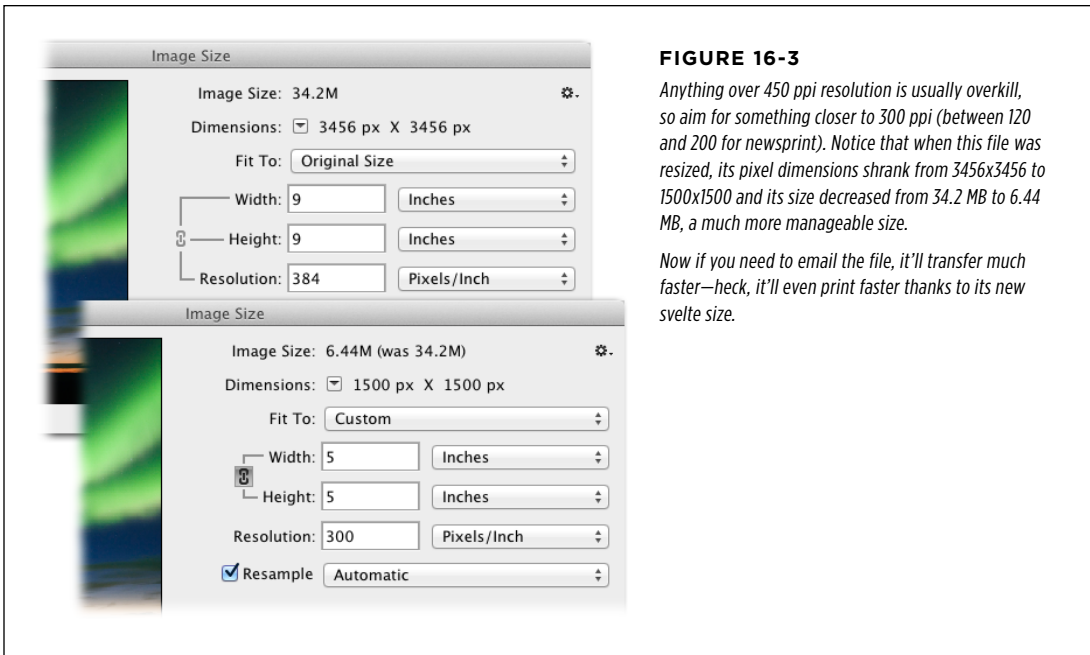 Image Size
Image Size: 34.2M
Dimensions: 3456 px X 3456 px
Fit To: Original Size
Width: 9 Inches
Height: 9 Inches
Resolution: 384 Pixels/Inch
Image Size
Image Size: 6.44M (was 34.2M)
Dimensions: 1500 px X 1500 px
Fit To: Custom
Width: 5 Inches
Height: 5 Inches
Resolution: 300 Pixels/Inch
Resample Automatic
FIGURE 16-3
Anything over 450 ppi resolution is usually overkill,
so aim for something closer to 300 ppi (between 120
and 200 for newsprint). Notice that when this file was
resized, its pixel dimensions shrank from 3456x3456 to
1500x1500 and its size decreased from 34.2 MB to 6.44
MB, a much more manageable size.
Now if you need to email the file, it'll transfer much
faster—heck, it'll even print faster thanks to its new
svelte size.